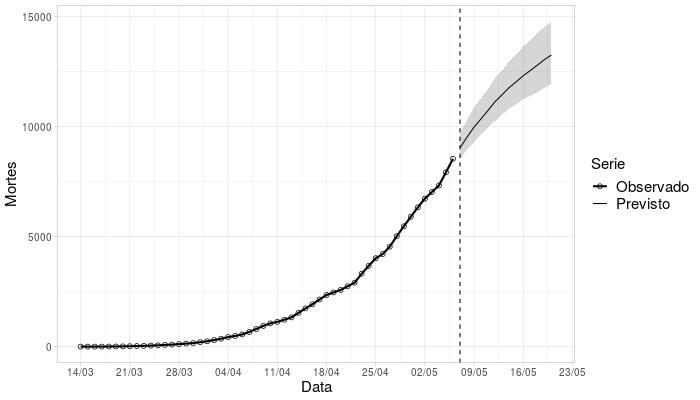 15000
10000
5000
0
Mortes
14/03 21/03 28/03 04/04 11/04 18/04 25/04 02/05 09/05 16/05 23/05
Data
Serie
Observado
Previsto